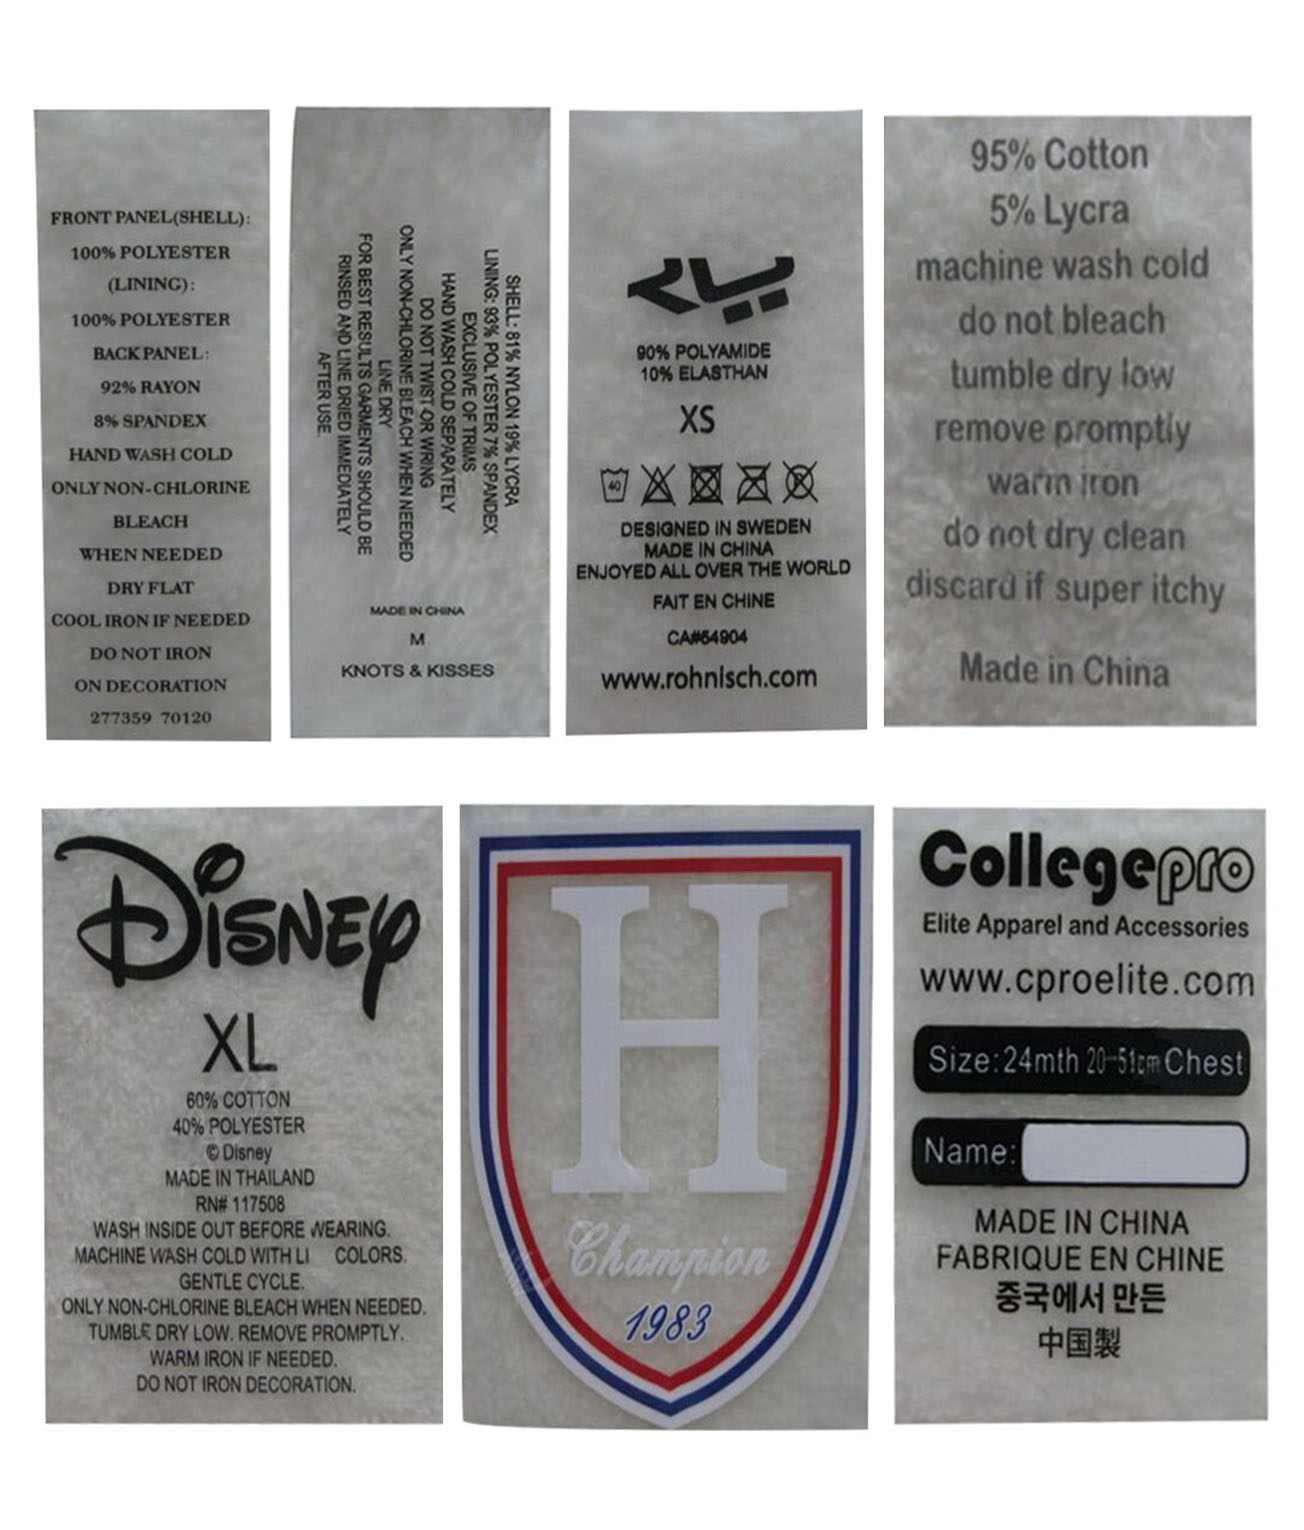 FRONT PANEL(SHELL):
100% POLYESTER
(LINING):
100% POLYESTER
BACK PANEL:
92% RAYON
8% SPANDEX
HAND WASH COLD
ONLY NON-CHLORINE
BLEACH
WHEN NEEDED
DRY FLAT
COOL IRON IF NEEDED
DO NOT IRON
ON DECORATION
277359 70120
SHELL: 81% NYLON 19% LYCRA
LINING: 93% POLYESTER 7% SPANDEX
EXCLUSIVE OF TRIMS
HAND WASH COLD SEPARATELY
DO NOT TWIST OR WRING
ONLY NON-CHLORINE BLEACH WHEN NEEDED
LINE DRY
FOR BEST RESULTS GARMENTS SHOULD BE
RINSED AND LINE DRIED IMMEDIATELY
AFTER USE.
MADE IN CHINA
M
KNOTS & KISSES
90% POLYAMIDE
10% ELASTHAN
XS
40
P
DESIGNED IN SWEDEN
MADE IN CHINA
ENJOYED ALL OVER THE WORLD
FAIT EN CHINE
CA#54904
www.rohnisch.com
95% Cotton
5% Lycra
machine wash cold
do not bleach
tumble dry low
remove promptly
warm iron
do not dry clean
discard if super itchy
Made in China
DISNEY
XL
60% COTTON
40% POLYESTER
© Disney
MADE IN THAILAND
RN# 117508
WASH INSIDE OUT BEFORE WEARING.
MACHINE WASH COLD WITH LI COLORS.
GENTLE CYCLE.
ONLY NON-CHLORINE BLEACH WHEN NEEDED.
TUMBLE DRY LOW. REMOVE PROMPTLY.
WARM IRON IF NEEDED.
DO NOT IRON DECORATION.
H
Champion
1983
Collegepro
Elite Apparel and Accessories
www.cproelite.com
Size:24mth 20-51cm Chest
Name:
MADE IN CHINA
FABRIQUE EN CHINE
중국에서 만든
中国製